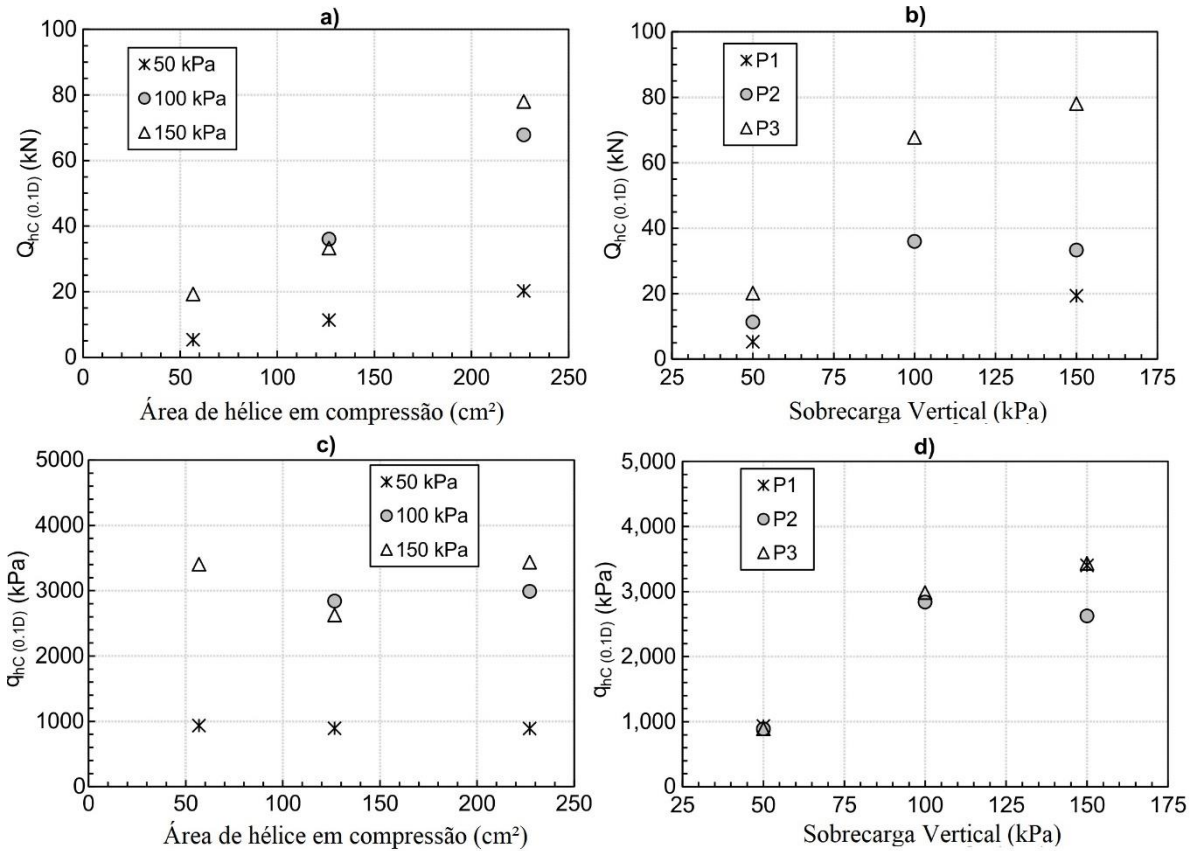 a)
100
80
60
40
20
0
Q_hC (0.1D) (kN)
50 kPa
100 kPa
150 kPa
0 50 100 150 200 250
Área de hélice em compressão (cm²)
b)
100
80
60
40
20
0
Q_hC (0.1D) (kN)
P1
P2
P3
25 50 75 100 125 150 175
Sobrecarga Vertical (kPa)
c)
5000
4000
3000
2000
1000
0
q_hC (0.1D) (kPa)
50 kPa
100 kPa
150 kPa
0 50 100 150 200 250
Área de hélice em compressão (cm²)
d)
5,000
4,000
3,000
2,000
1,000
0
q_hC (0.1D) (kPa)
P1
P2
P3
25 50 75 100 125 150 175
Sobrecarga Vertical (kPa)